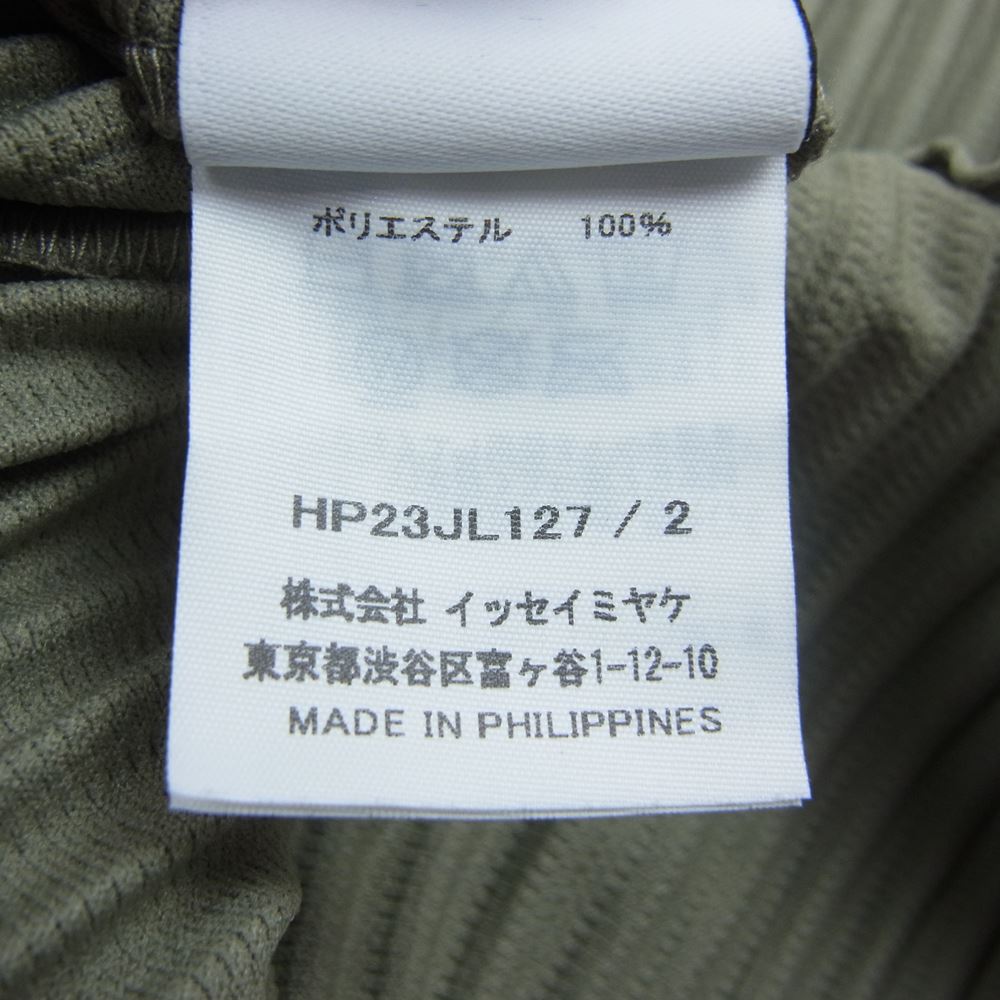 ポリエステル 100%
HP23JL127 / 2
株式会社 イッセイミヤケ
東京都渋谷区富ヶ谷1-12-10
MADE IN PHILIPPINES